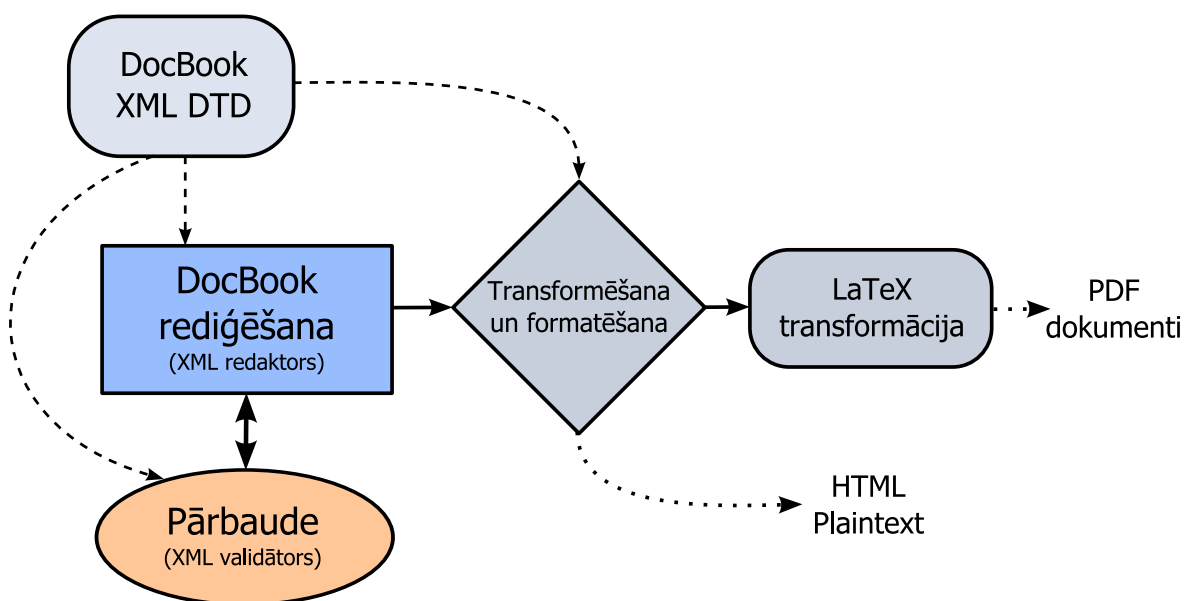 DocBook
XML DTD
DocBook
rediģēšana
(XML redaktors)
Transformēšana
un formatēšana
LaTeX
transformācija
PDF
dokumenti
HTML
Plaintext
Pārbaude
(XML validātors)